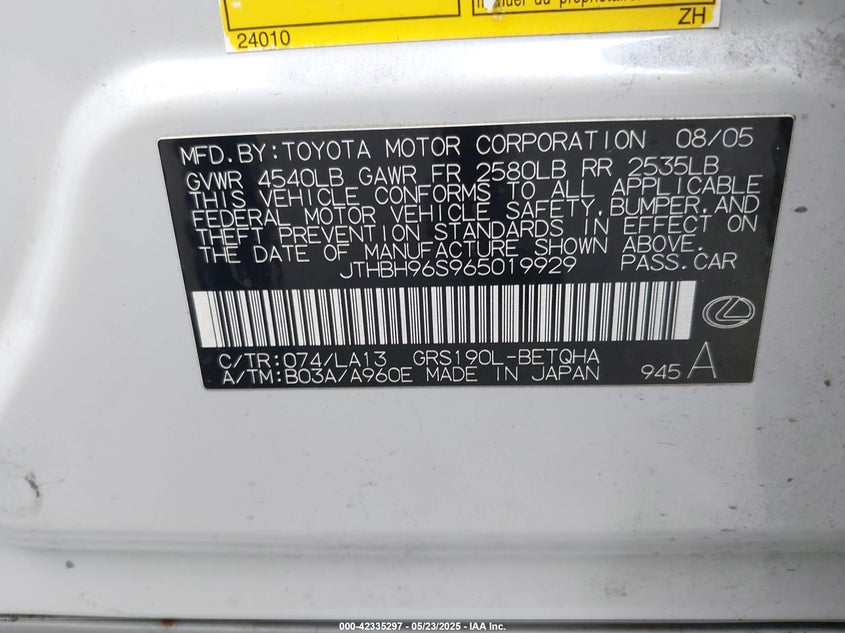 24010
ZH
MFD. BY: TOYOTA MOTOR CORPORATION 08/05
GVWR 4540LB GAWR FR 2580LB RR 2535LB
THIS VEHICLE CONFORMS TO ALL APPLICABLE
FEDERAL MOTOR VEHICLE SAFETY, BUMPER, AND
THEFT PREVENTION STANDARDS IN EFFECT ON
THE DATE OF MANUFACTURE SHOWN ABOVE.
JTHBH96S965019929 PASS. CAR
C/TR: 074/LA13 GRS190L-BETQHA
A/TM: B03A/A960E MADE IN JAPAN 945 A
000-42335297 - 05/23/2025 - IAA Inc.